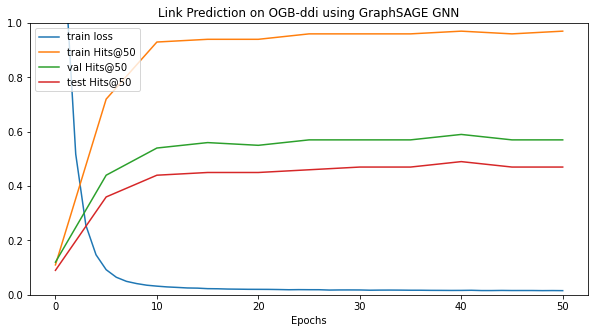 Link Prediction on OGB-ddi using GraphSAGE GNN
train loss
train Hits@50
val Hits@50
test Hits@50
1.0
0.8
0.6
0.4
0.2
0.0
0 10 20 30 40 50
Epochs